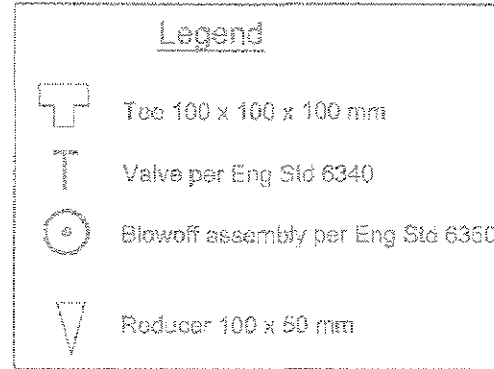 Legend
Tee 100 x 100 x 100 mm
Valve per Eng Std 6340
Blowoff assembly per Eng Std 6350
Reducer 100 x 50 mm